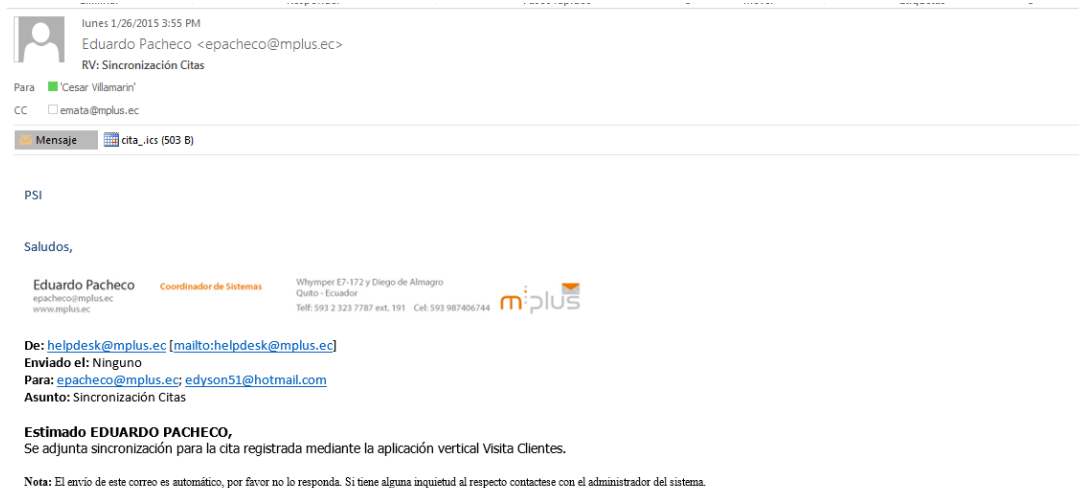 lunes 1/26/2015 3:55 PM
Eduardo Pacheco <epacheco@mplus.ec>
RV: Sincronización Citas
Para 'Cesar Villamarin'
CC emata@mplus.ec
Mensaje cita_.ics (503 B)
PSI
Saludos,
Eduardo Pacheco
epacheco@mplus.ec
www.mplus.ec
Coordinador de Sistemas
Whymper E7-172 y Diego de Almagro
Quito - Ecuador
Telf: 593 2 323 7787 ext. 191 Cel: 593 987406744
m:plus
De: helpdesk@mplus.ec [mailto:helpdesk@mplus.ec]
Enviado el: Ninguno
Para: epacheco@mplus.ec; edyson51@hotmail.com
Asunto: Sincronización Citas
Estimado EDUARDO PACHECO,
Se adjunta sincronización para la cita registrada mediante la aplicación vertical Visita Clientes.
Nota: El envío de este correo es automático, por favor no lo responda. Si tiene alguna inquietud al respecto contactese con el administrador del sistema.